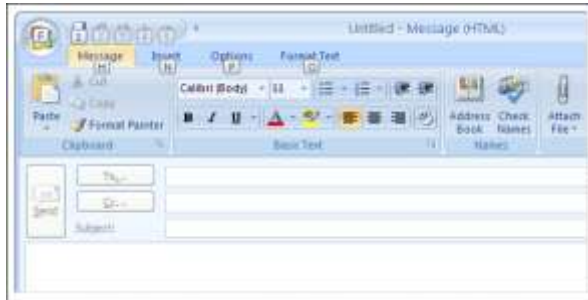 Untitled - Message (HTML)
F
Message Insert Options Format Text
H N P O
Cut
Calibri (Body) 11
Copy
Paste
Format Painter
B I U A
Address Book
Check Names
Attach File
Clipboard Basic Text Names
To...
Cc...
Send
Subject: